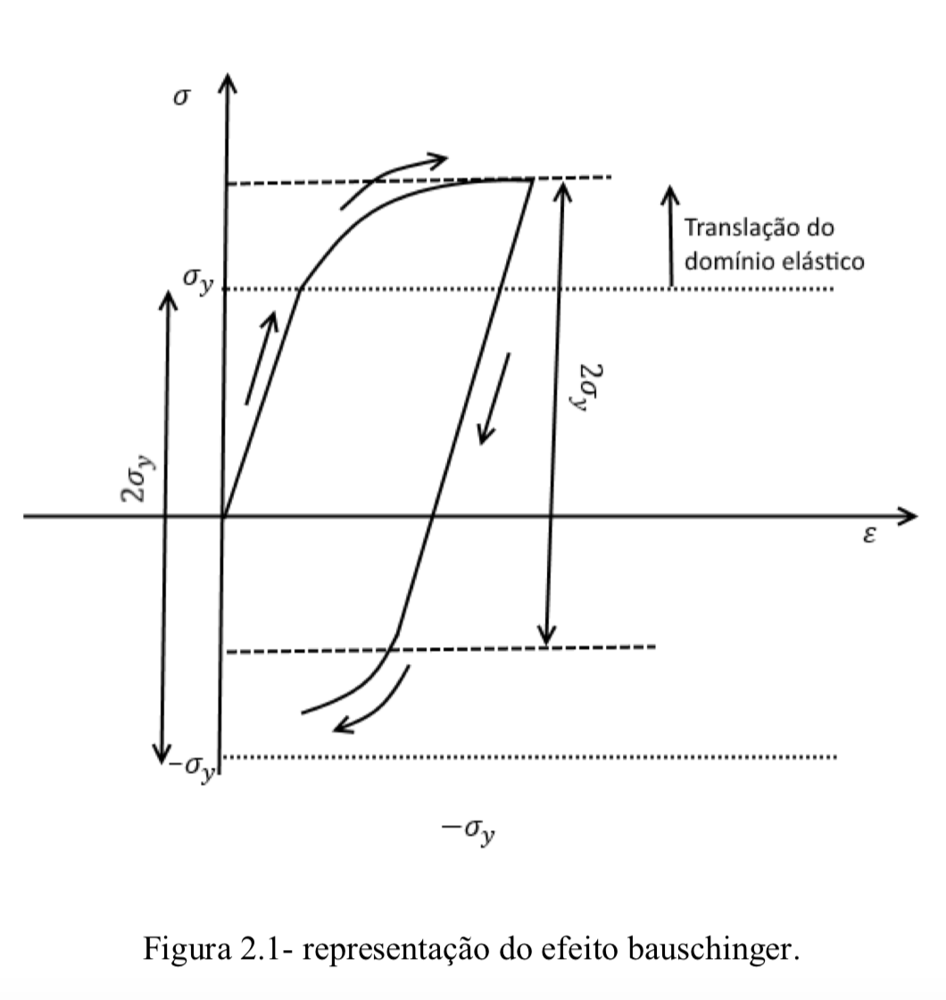 σ
Translação do
domínio elástico
σy
2σy
2σy
ε
−σy
−σy
Figura 2.1- representação do efeito bauschinger.